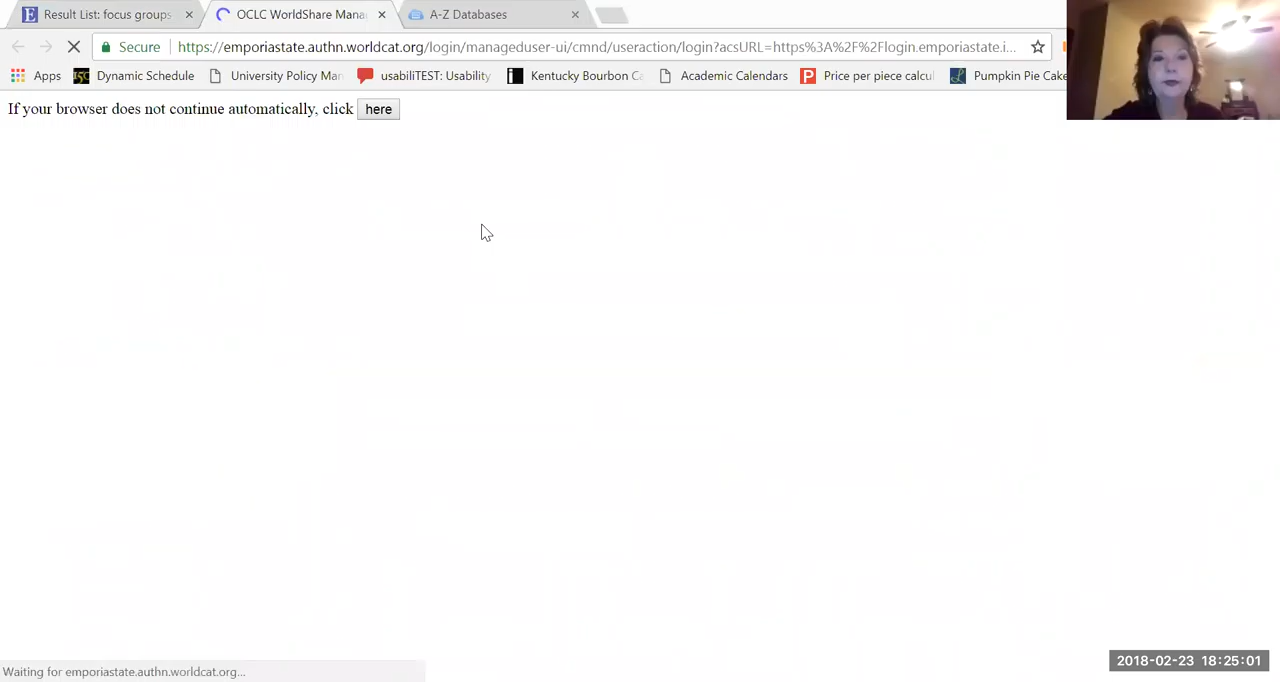 Result List: focus groups
OCLC WorldShare Mana
A-Z Databases
Secure
https://emporiastate.authn.worldcat.org/login/manageduser-ui/cmnd/useraction/login?acsURL=https%3A%2F%2Flogin.emporiastate.i...
Apps
Dynamic Schedule
University Policy Man
usabiliTEST: Usability
Kentucky Bourbon Ca
Academic Calendars
Price per piece calcul
Pumpkin Pie Cake
If your browser does not continue automatically, click here
Waiting for emporiastate.authn.worldcat.org...
2018-02-23 18:25:01